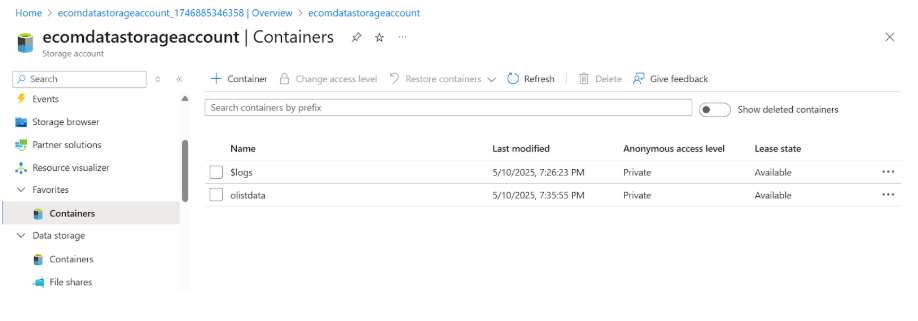 Home > ecomdatastorageaccount_1746885346358 | Overview > ecomdatastorageaccount
ecomdatastorageaccount | Containers
Storage account
Search
Events
Storage browser
Partner solutions
Resource visualizer
Favorites
Containers
Data storage
Containers
File shares
Container Change access level Restore containers Refresh Delete Give feedback
Search containers by prefix
Show deleted containers
Name Last modified Anonymous access level Lease state
$logs 5/10/2025, 7:26:23 PM Private Available
olistdata 5/10/2025, 7:35:55 PM Private Available